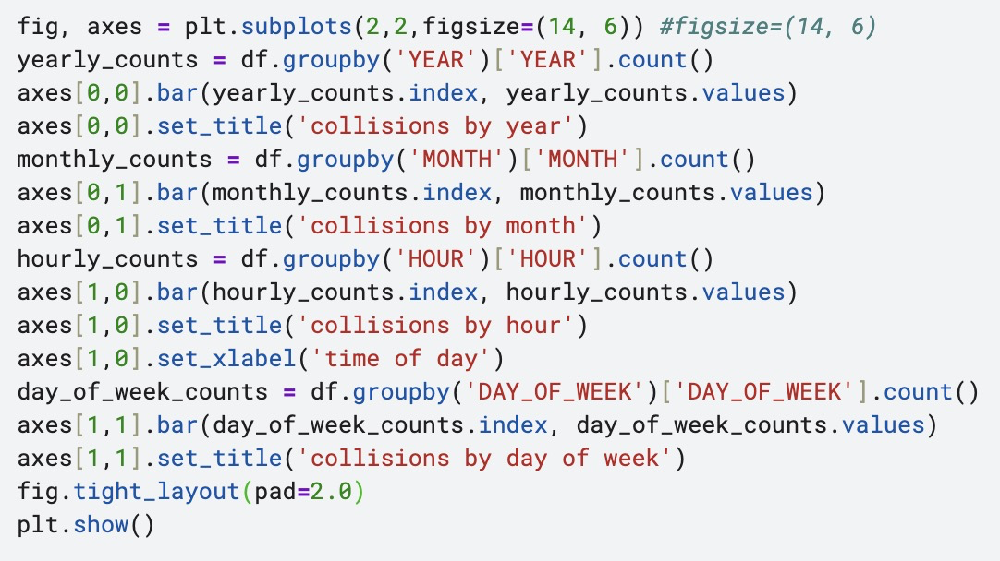 fig, axes = plt.subplots(2,2,figsize=(14, 6)) #figsize=(14, 6)
yearly_counts = df.groupby('YEAR')['YEAR'].count()
axes[0,0].bar(yearly_counts.index, yearly_counts.values)
axes[0,0].set_title('collisions by year')
monthly_counts = df.groupby('MONTH')['MONTH'].count()
axes[0,1].bar(monthly_counts.index, monthly_counts.values)
axes[0,1].set_title('collisions by month')
hourly_counts = df.groupby('HOUR')['HOUR'].count()
axes[1,0].bar(hourly_counts.index, hourly_counts.values)
axes[1,0].set_title('collisions by hour')
axes[1,0].set_xlabel('time of day')
day_of_week_counts = df.groupby('DAY_OF_WEEK')['DAY_OF_WEEK'].count()
axes[1,1].bar(day_of_week_counts.index, day_of_week_counts.values)
axes[1,1].set_title('collisions by day of week')
fig.tight_layout(pad=2.0)
plt.show()